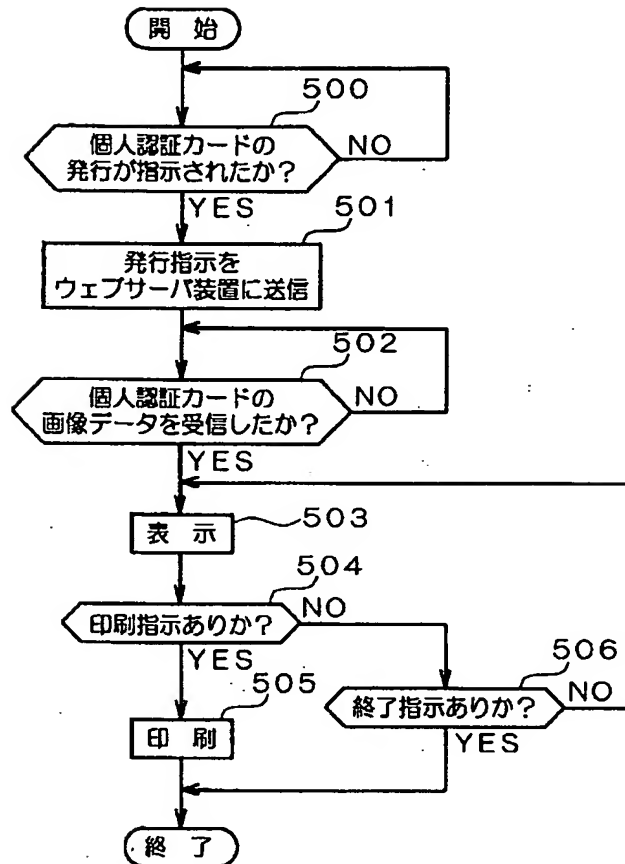 開始
500
個人認証カードの
発行が指示されたか?
NO
YES
501
発行指示を
ウェブサーバ装置に送信
502
個人認証カードの
画像データを受信したか?
NO
YES
表示
503
504
印刷指示ありか?
NO
YES
505
506
終了指示ありか?
NO
印刷
YES
終了